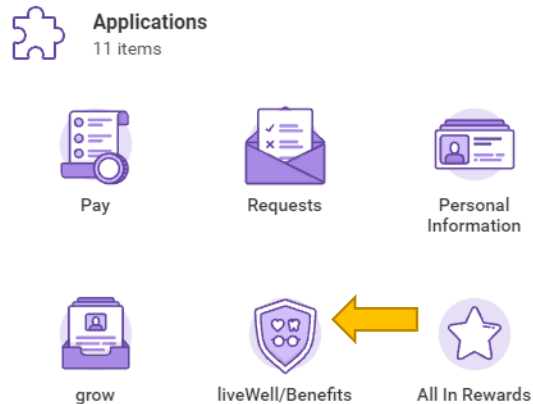 Applications
11 items
Pay
Requests
Personal
Information
grow
liveWell/Benefits
All In Rewards